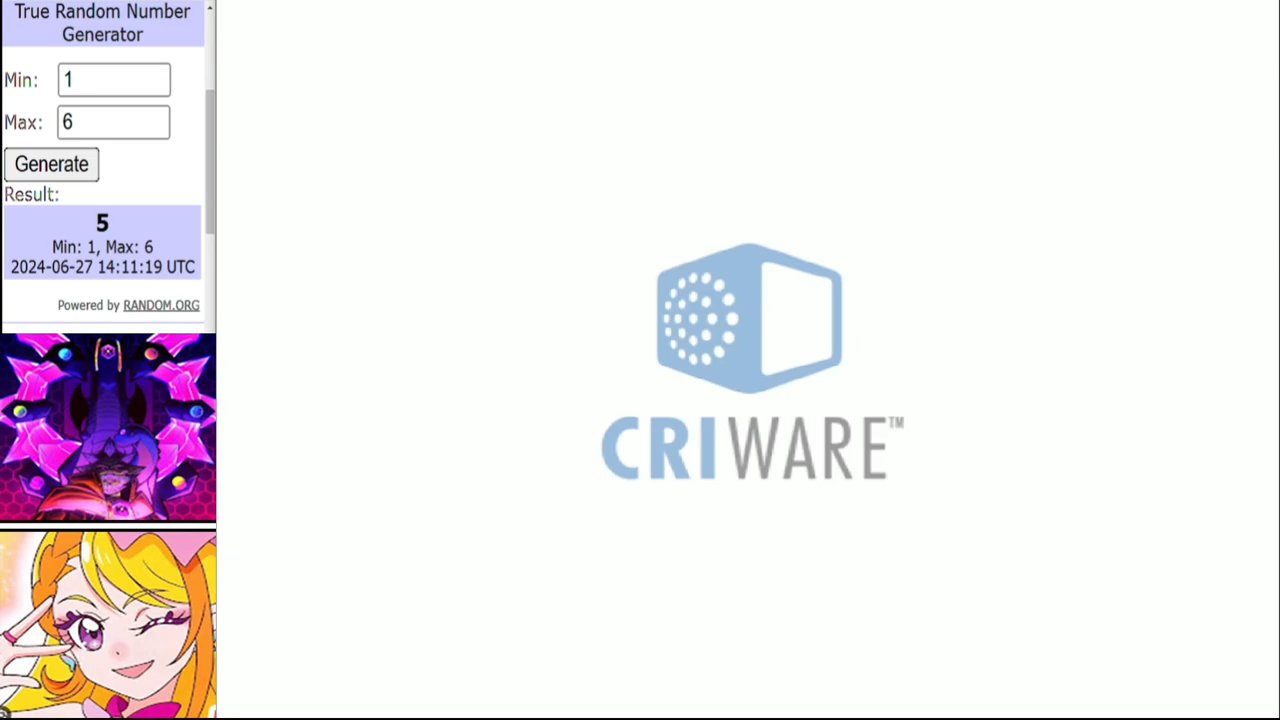 True Random Number
Generator
Min: 1
Max: 6
Generate
Result:
5
Min: 1, Max: 6
2024-06-27 14:11:19 UTC
Powered by RANDOM.ORG
CRIWARE™